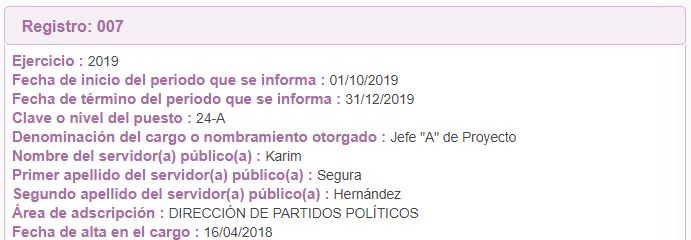 Registro: 007
Ejercicio : 2019
Fecha de inicio del periodo que se informa : 01/10/2019
Fecha de término del periodo que se informa : 31/12/2019
Clave o nivel del puesto : 24-A
Denominación del cargo o nombramiento otorgado : Jefe "A" de Proyecto
Nombre del servidor(a) público(a) : Karim
Primer apellido del servidor(a) público(a) : Segura
Segundo apellido del servidor(a) público(a) : Hernández
Área de adscripción : DIRECCIÓN DE PARTIDOS POLÍTICOS
Fecha de alta en el cargo : 16/04/2018